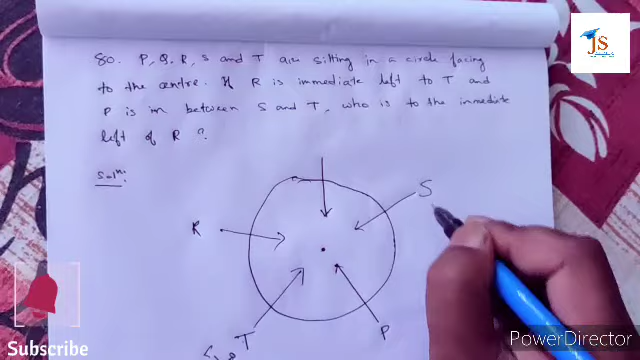 JS
80. P, Q, R, S and T are sitting in a circle facing
to the centre. If R is immediate left to T and
P is in between S and T, who is to the immediate
left of R ?
Solⁿ:
S
R
T
P
Subscribe
PowerDirector